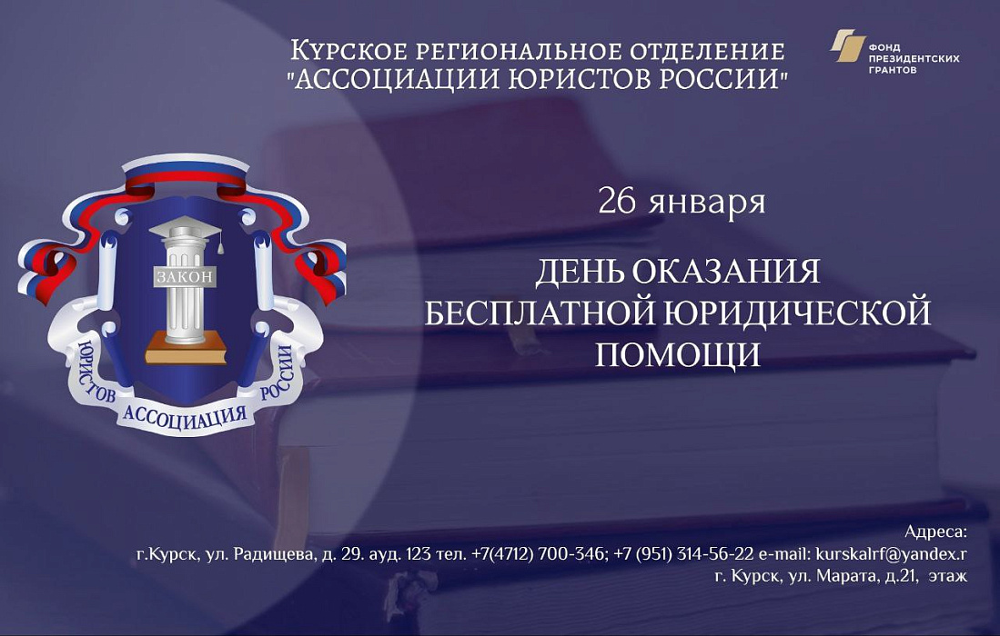 Курское региональное отделение
"АССОЦИАЦИИ ЮРИСТОВ РОССИИ"
ФОНД
ПРЕЗИДЕНТСКИХ
ГРАНТОВ
26 января
ДЕНЬ ОКАЗАНИЯ
БЕСПЛАТНОЙ ЮРИДИЧЕСКОЙ
ПОМОЩИ
ЗАКОН
ЮРИСТОВ АССОЦИАЦИЯ РОССИИ
Адреса:
г.Курск, ул. Радищева, д. 29. ауд. 123 тел. +7(4712) 700-346; +7 (951) 314-56-22 e-mail: kurskalrf@yandex.r
г. Курск, ул. Марата, д.21, этаж